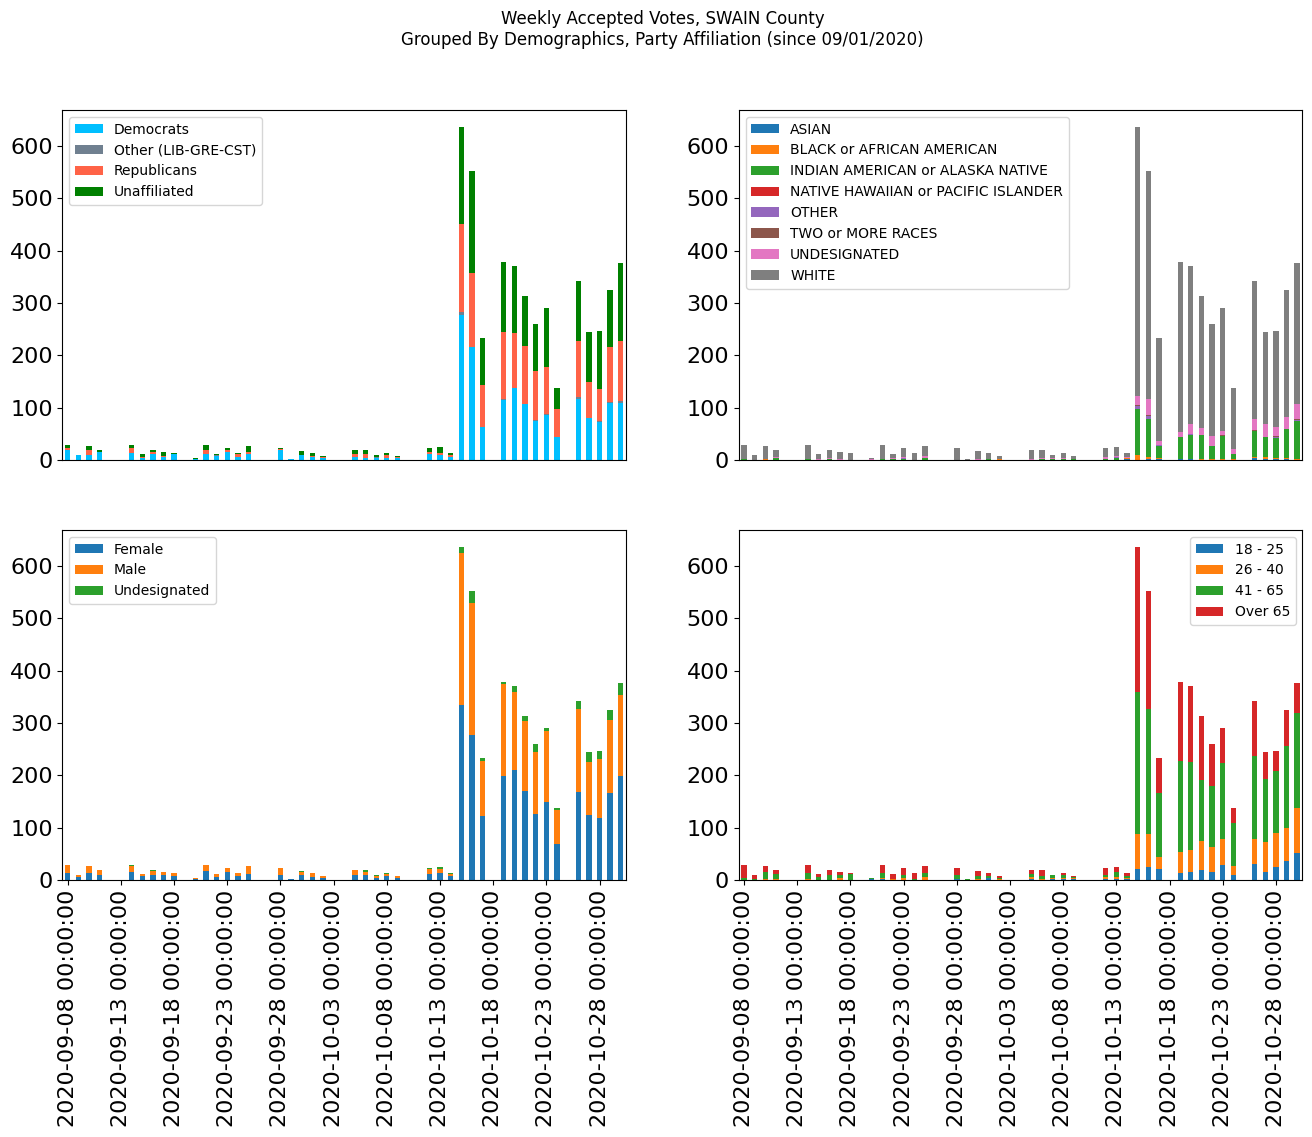 Weekly Accepted Votes, SWAIN County
Grouped By Demographics, Party Affiliation (since 09/01/2020)
600
500
400
300
200
100
0
Democrats
Other (LIB-GRE-CST)
Republicans
Unaffiliated
600
500
400
300
200
100
0
ASIAN
BLACK or AFRICAN AMERICAN
INDIAN AMERICAN or ALASKA NATIVE
NATIVE HAWAIIAN or PACIFIC ISLANDER
OTHER
TWO or MORE RACES
UNDESIGNATED
WHITE
600
500
400
300
200
100
0
Female
Male
Undesignated
2020-09-08 00:00:00
2020-09-13 00:00:00
2020-09-18 00:00:00
2020-09-23 00:00:00
2020-09-28 00:00:00
2020-10-03 00:00:00
2020-10-08 00:00:00
2020-10-13 00:00:00
2020-10-18 00:00:00
2020-10-23 00:00:00
2020-10-28 00:00:00
600
500
400
300
200
100
0
18 - 25
26 - 40
41 - 65
Over 65
2020-09-08 00:00:00
2020-09-13 00:00:00
2020-09-18 00:00:00
2020-09-23 00:00:00
2020-09-28 00:00:00
2020-10-03 00:00:00
2020-10-08 00:00:00
2020-10-13 00:00:00
2020-10-18 00:00:00
2020-10-23 00:00:00
2020-10-28 00:00:00